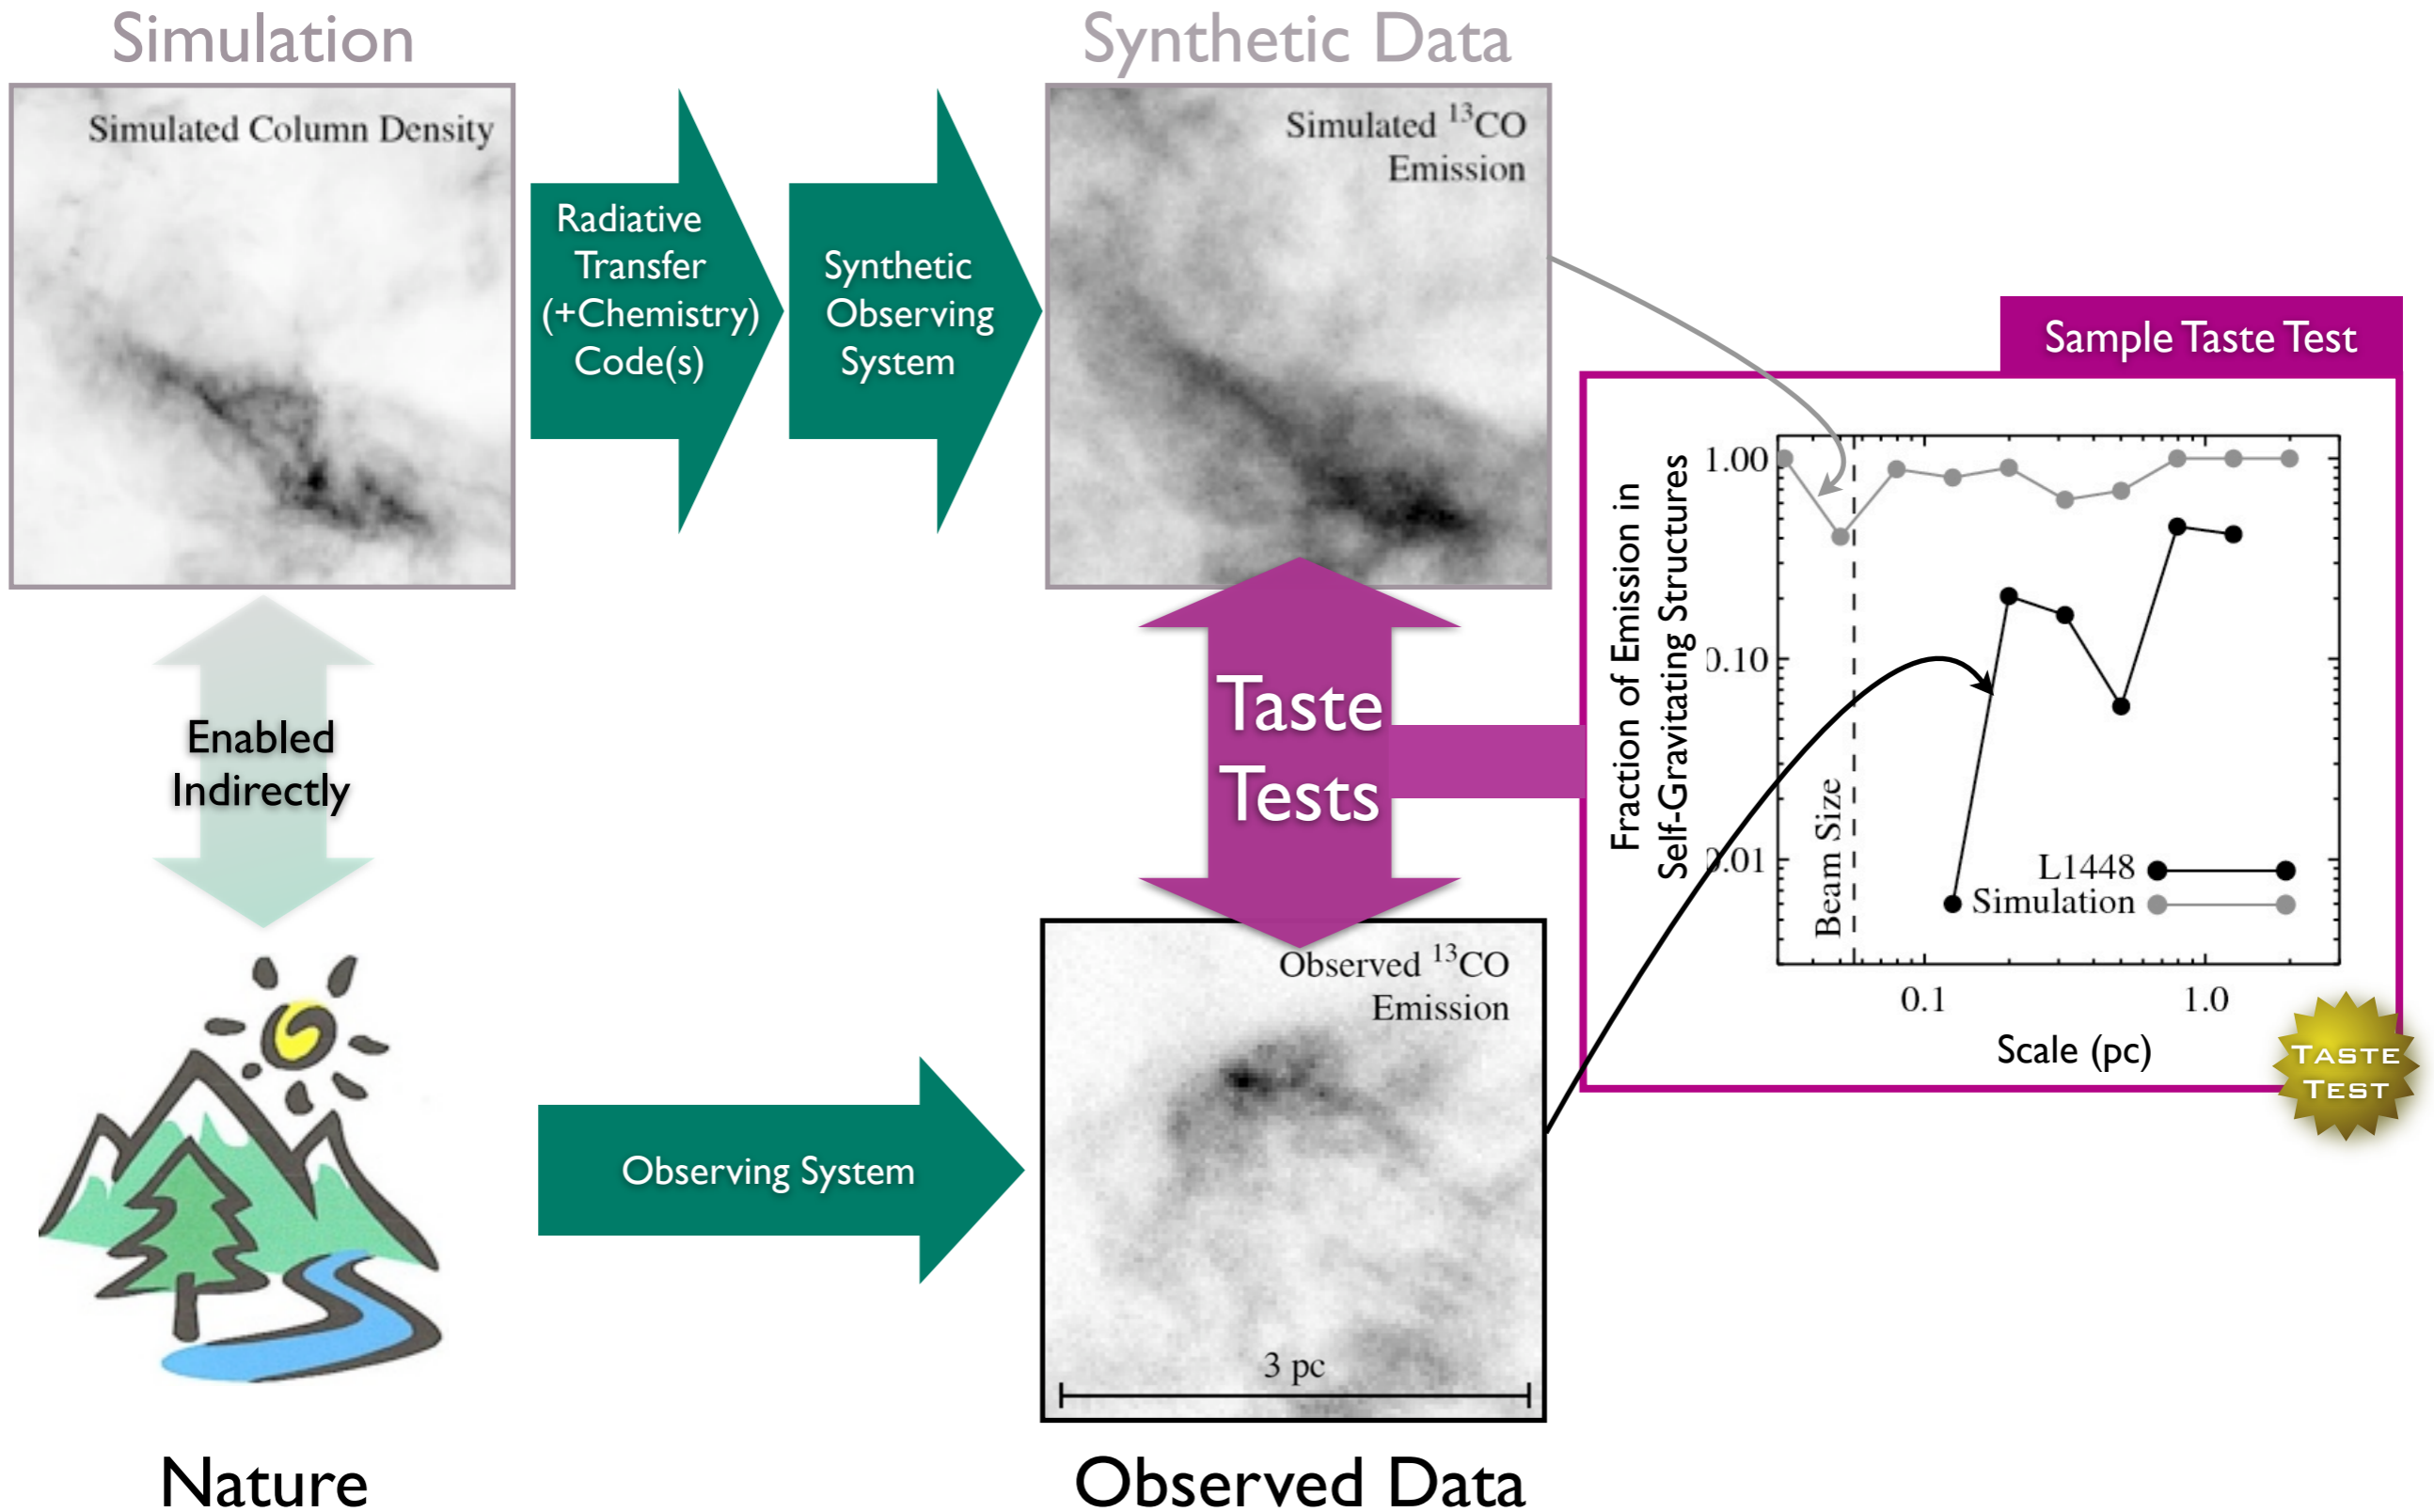 Simulation
Synthetic Data
Simulated Column Density
Radiative
Transfer
(+Chemistry)
Code(s)
Synthetic
Observing
System
Simulated ¹³CO
Emission
Sample Taste Test
Enabled
Indirectly
Taste
Tests
Fraction of Emission in
Self-Gravitating Structures
1.00
0.10
0.01
Beam Size
L1448
Simulation
0.1
1.0
Scale (pc)
TASTE
TEST
Observing System
Observed ¹³CO
Emission
3 pc
Nature
Observed Data